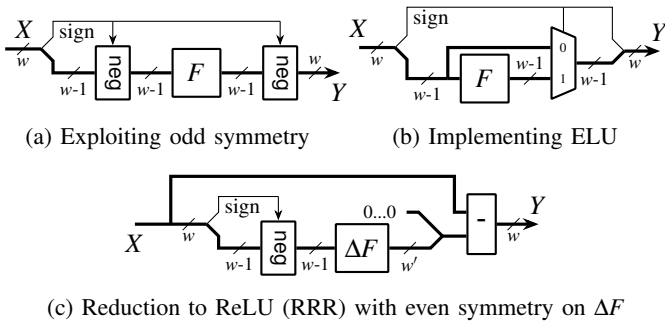 X
sign
w
neg
w-1
w-1
F
w-1
neg
w
Y
(a) Exploiting odd symmetry
X
sign
w
w-1
F
w-1
0
1
w-1
w
Y
(b) Implementing ELU
X
w
sign
w-1
neg
w-1
ΔF
0...0
w'
-
w
Y
(c) Reduction to ReLU (RRR) with even symmetry on ΔF